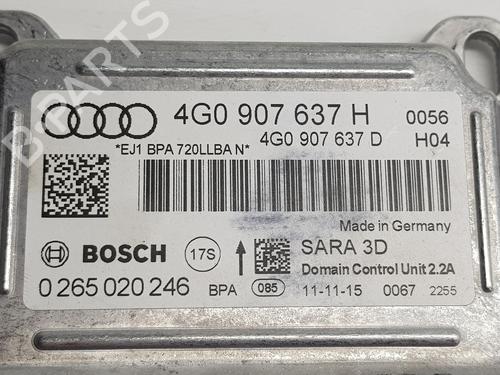 4G0 907 637 H 0056
4G0 907 637 D H04
*EJ1 BPA 720LLBA N*
Made in Germany
BOSCH 17S SARA 3D
Domain Control Unit 2.2A
0 265 020 246 BPA 085 11-11-15 0067 2255
B-PARTS